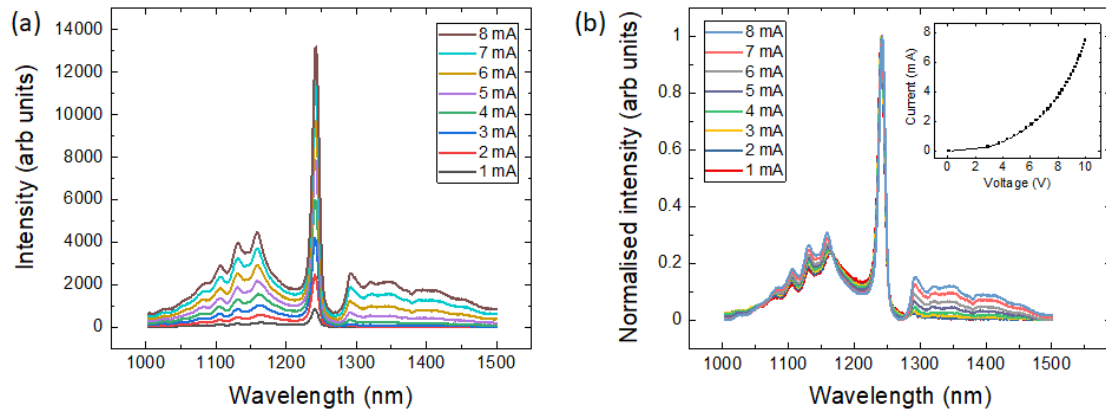 (a)
Intensity (arb units)
14000
12000
10000
8000
6000
4000
2000
0
8 mA
7 mA
6 mA
5 mA
4 mA
3 mA
2 mA
1 mA
1000 1100 1200 1300 1400 1500
Wavelength (nm)
(b)
Normalised intensity (arb units)
1
0.8
0.6
0.4
0.2
0
8 mA
7 mA
6 mA
5 mA
4 mA
3 mA
2 mA
1 mA
Current (mA)
8
6
4
2
0
0 2 4 6 8 10
Voltage (V)
1000 1100 1200 1300 1400 1500
Wavelength (nm)